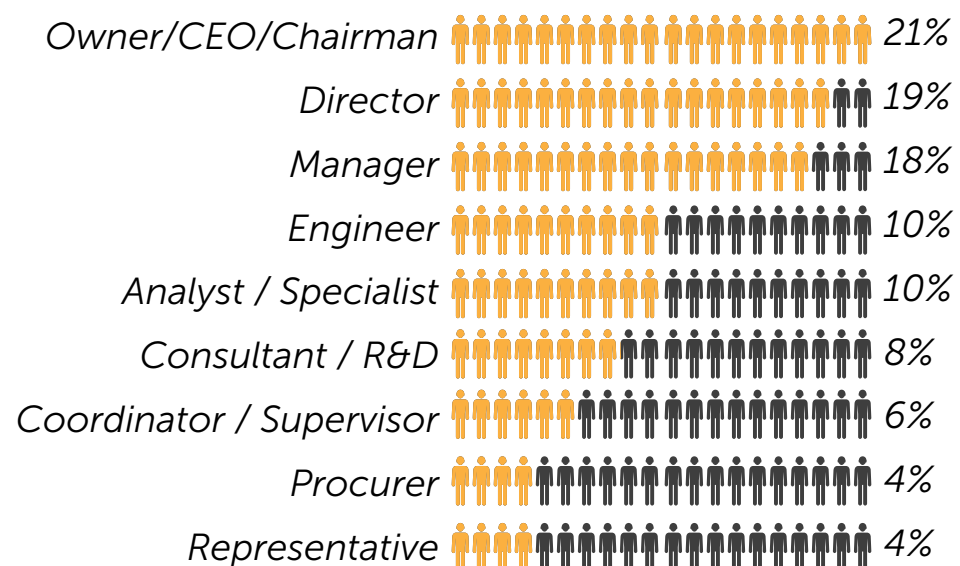 Owner/CEO/Chairman 21%
Director 19%
Manager 18%
Engineer 10%
Analyst / Specialist 10%
Consultant / R&D 8%
Coordinator / Supervisor 6%
Procurer 4%
Representative 4%